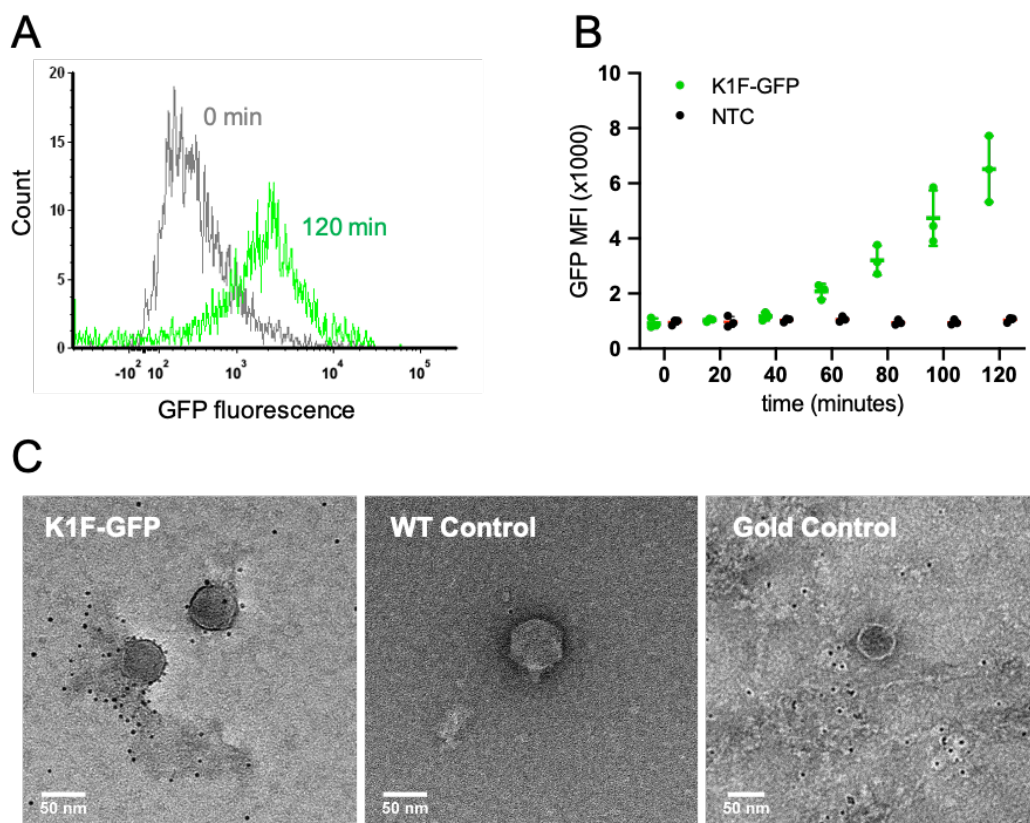 A
20
15
10
5
0
Count
0 min
120 min
-10² 10² 10³ 10⁴ 10⁵
GFP fluorescence
B
10
8
6
4
2
0
GFP MFI (x1000)
K1F-GFP
NTC
0 20 40 60 80 100 120
time (minutes)
C
K1F-GFP
50 nm
WT Control
50 nm
Gold Control
50 nm